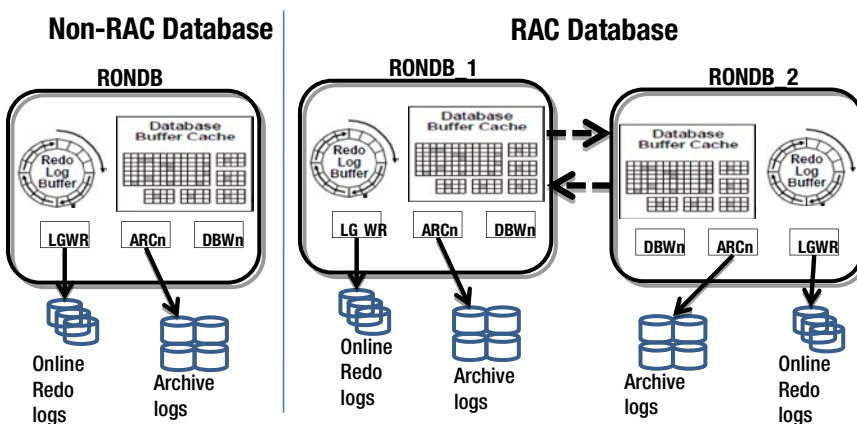 Non-RAC Database
RONDB
Redo
Log
Buffer
Database
Buffer Cache
LGWR
ARCn
DBWn
Online
Redo
logs
Archive
logs
RAC Database
RONDB_1
Redo
Log
Buffer
Database
Buffer Cache
LG WR
ARCn
DBWn
Online
Redo
logs
Archive
logs
RONDB_2
Database
Buffer Cache
Redo
Log
Buffer
DBWn
ARCn
LGWR
Archive
logs
Online
Redo
logs